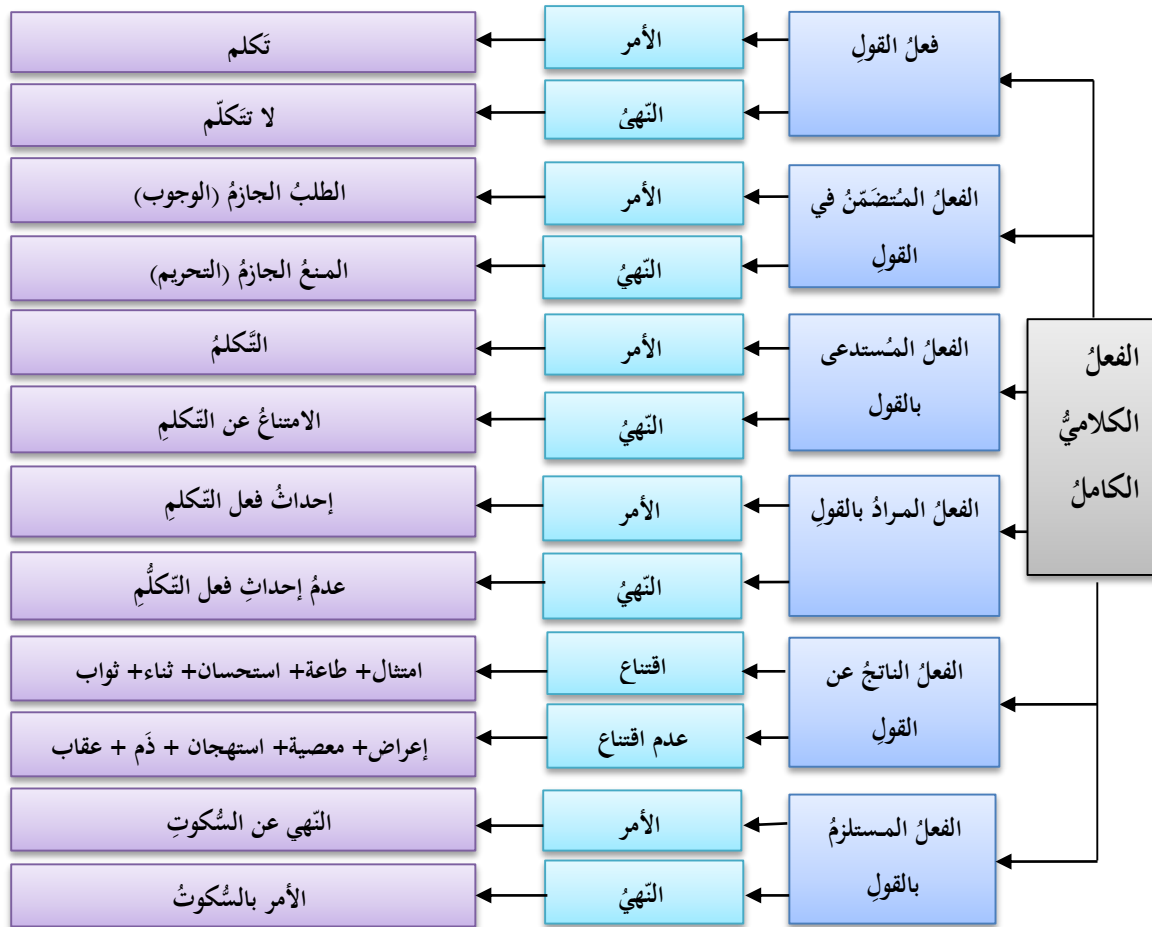 الفعلُ
الكلاميُّ
الكاملُ
فعلُ القولِ
الأمر
تَكلم
النّهيُ
لا تتَكلّم
الفعلُ المُتضَمّنُ في
القولِ
الأمر
الطلبُ الجازمُ (الوجوب)
النّهيُ
المنعُ الجازمُ (التحريم)
الفعلُ المُستدعى
بالقول
الأمر
التَّكلمُ
النّهيُ
الامتناعُ عن التّكلمِ
الفعلُ المرادُ بالقولِ
الأمر
إحداثُ فعل التّكلمِ
النّهيُ
عدمُ إحداثِ فعل التّكلُّمِ
الفعلُ الناتجُ عن
القولِ
اقتناع
امتثال+ طاعة+ استحسان+ ثناء+ ثواب
عدم اقتناع
إعراض+ معصية+ استهجان + ذَم + عقاب
الفعلُ المستلزمُ
بالقولِ
الأمر
النّهي عن السُّكوتِ
النّهيُ
الأمر بالسُّكوتُ